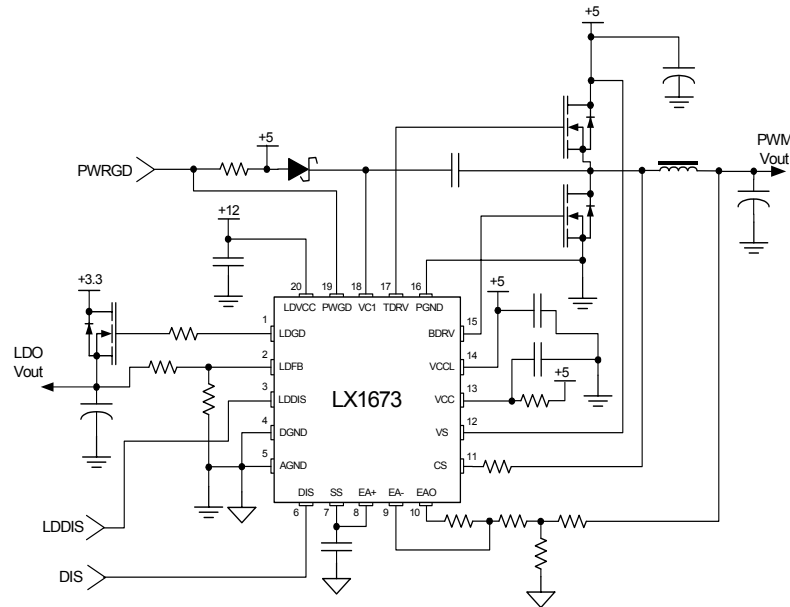 +5
PWM
Vout
+5
PWRGD
+12
20 19 18 17 16
LDVCC PWGD VC1 TDRV PGND
+3.3
+5
1 LDGD
BDRV 15
LDO
Vout
2 LDFB
VCCL 14
+5
3 LDDIS
LX1673
VCC 13
4 DGND
VS 12
5 AGND
CS 11
DIS SS EA+ EA- EAO
6 7 8 9 10
LDDIS
DIS